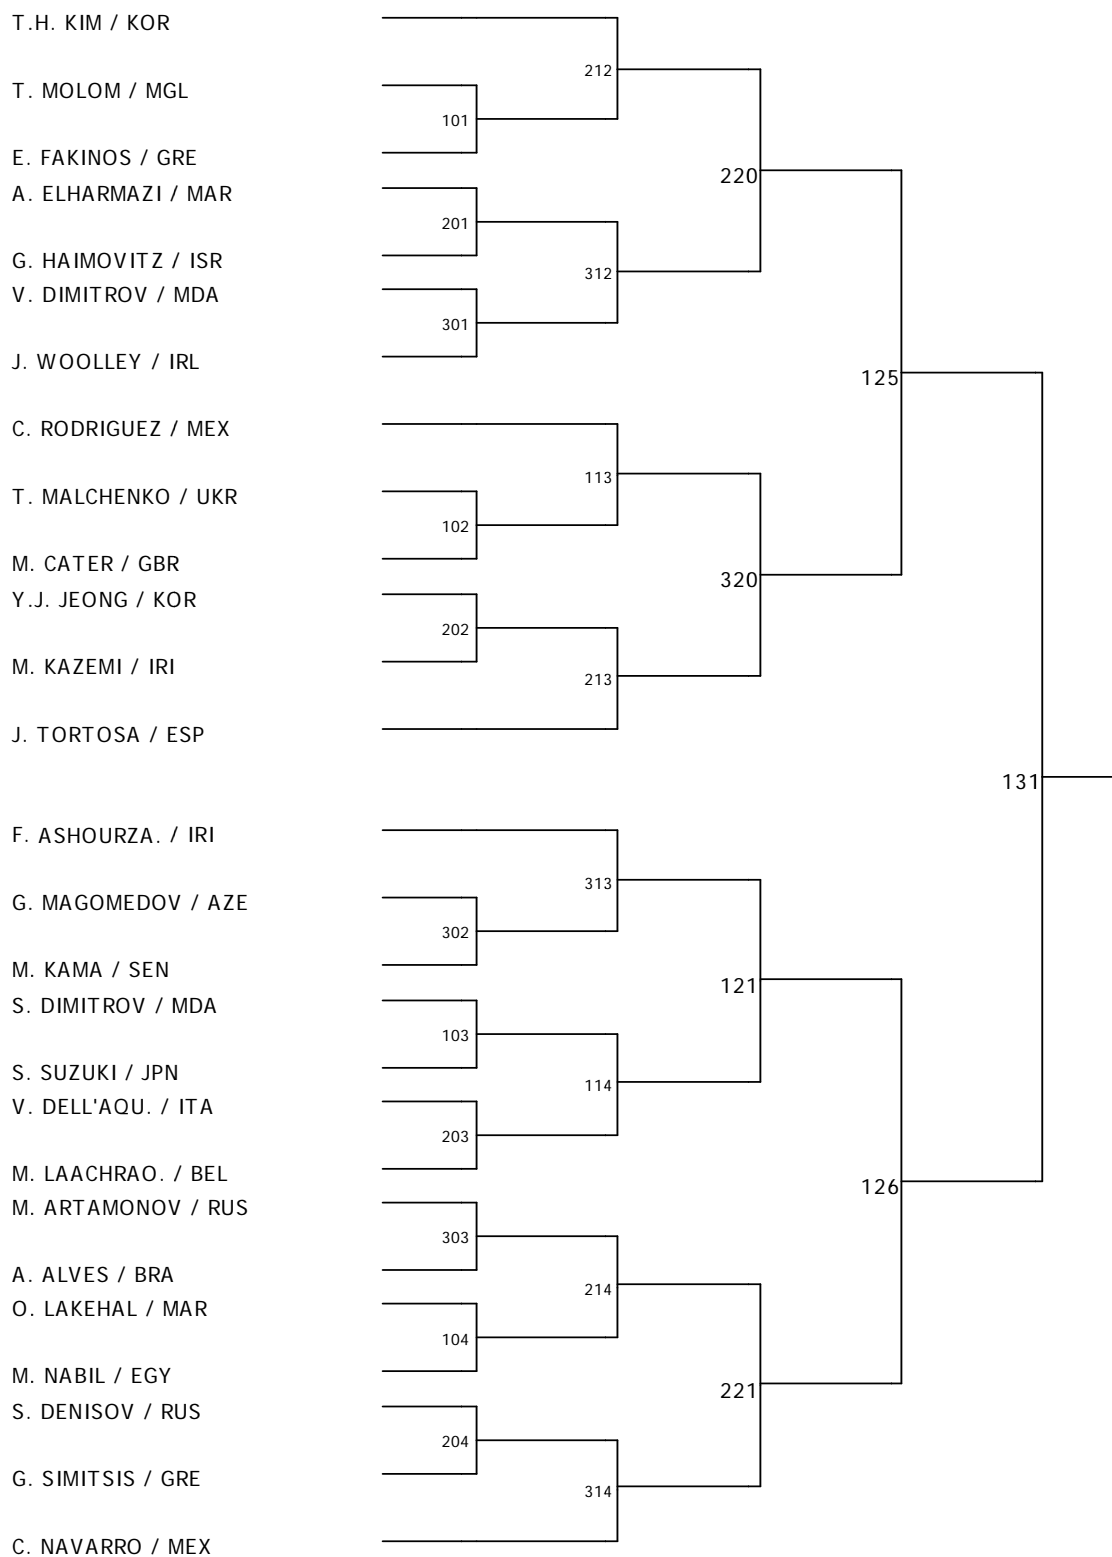 T.H. KIM / KOR
212
T. MOLOM / MGL
101
E. FAKINOS / GRE
220
A. ELHARMAZI / MAR
201
G. HAIMOVITZ / ISR
312
V. DIMITROV / MDA
301
J. WOOLLEY / IRL
125
C. RODRIGUEZ / MEX
113
T. MALCHENKO / UKR
102
M. CATER / GBR
320
Y.J. JEONG / KOR
202
M. KAZEMI / IRI
213
J. TORTOSA / ESP
131
F. ASHOURZA. / IRI
313
G. MAGOMEDOV / AZE
302
M. KAMA / SEN
121
S. DIMITROV / MDA
103
S. SUZUKI / JPN
114
V. DELL'AQU. / ITA
203
M. LAACHRAO. / BEL
126
M. ARTAMONOV / RUS
303
A. ALVES / BRA
214
O. LAKEHAL / MAR
104
M. NABIL / EGY
221
S. DENISOV / RUS
204
G. SIMITSIS / GRE
314
C. NAVARRO / MEX